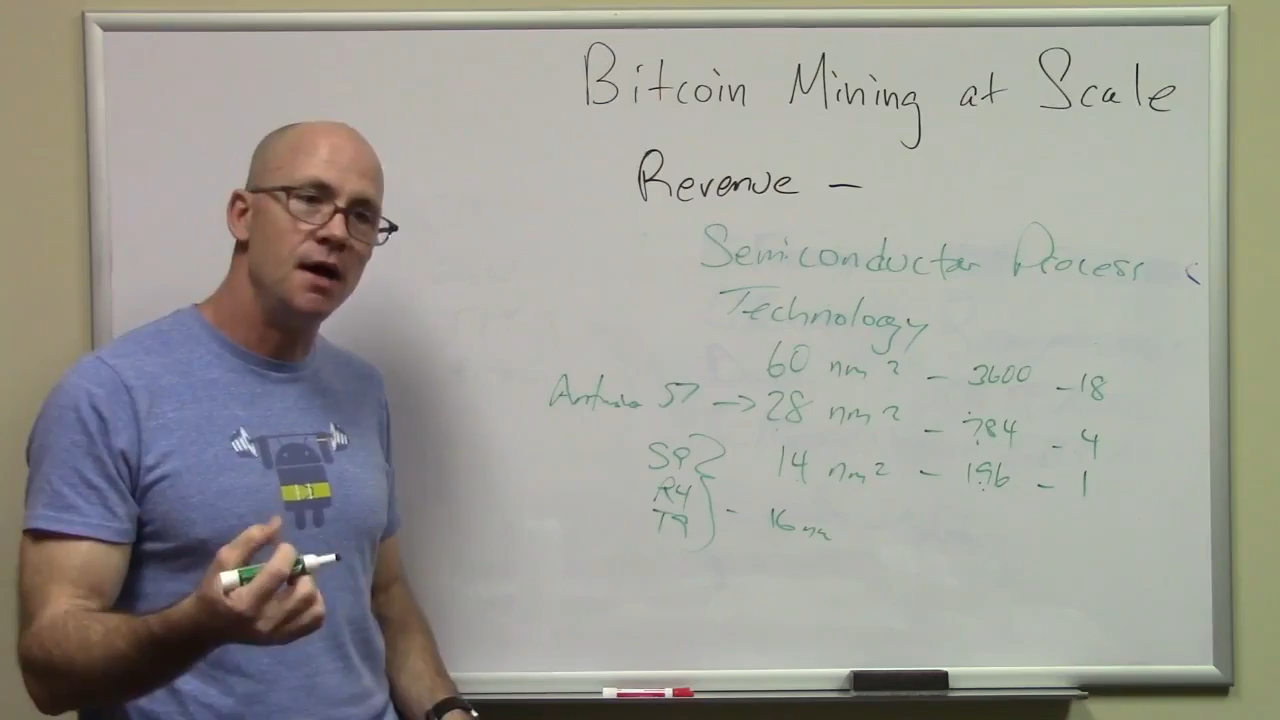 Bitcoin Mining at Scale
Revenue –
Semiconductor Process
Technology
60 nm² – 3600 – 18
S7 → 28 nm² – 784 – 4
S9 14 nm² – 196 – 1
R4
T9 - 16nm